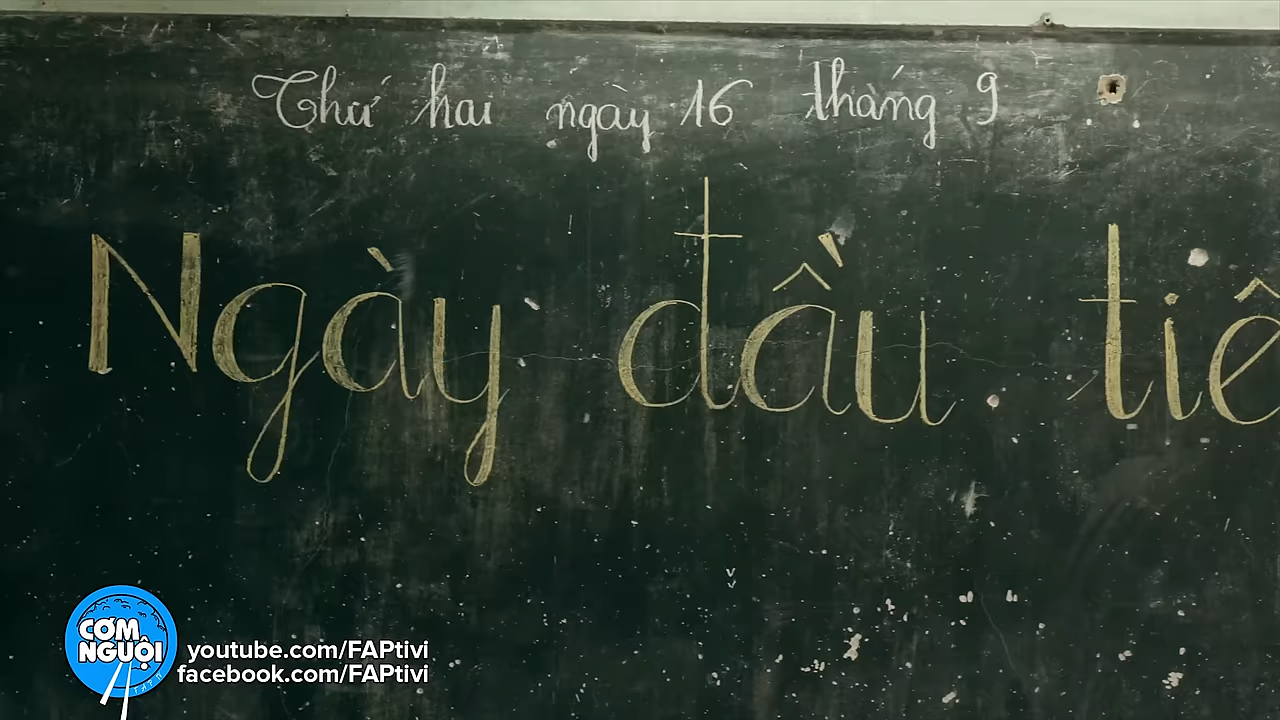 Thứ hai ngày 16 tháng 9
Ngày đầu tiê
CƠM
NGUỘI
youtube.com/FAPtivi
facebook.com/FAPtivi